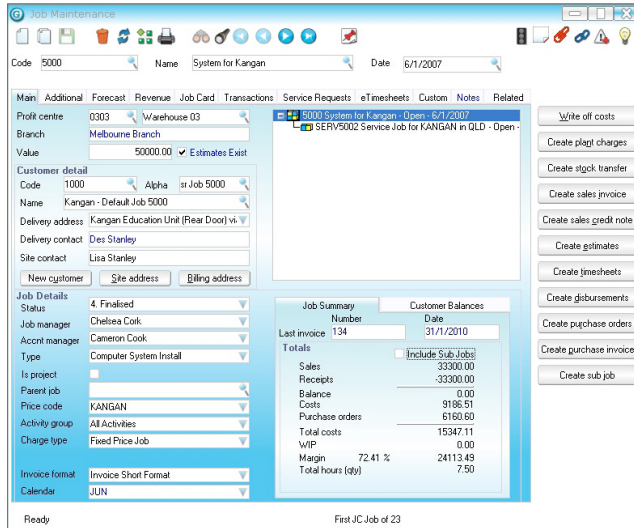 G Job Maintenance
Code 5000 Name System for Kangan Date 6/1/2007
Main Additional Forecast Revenue Job Card Transactions Service Requests eTimesheets Custom Notes Related
Profit centre 0303 Warehouse 03
Branch Melbourne Branch
Value 50000.00 Estimates Exist
Customer detail
Code 1000 Alpha sr Job 5000
Name Kangan - Default Job 5000
Delivery address Kangan Education Unit (Rear Door) vi
Delivery contact Des Stanley
Site contact Lisa Stanley
New customer Site address Billing address
Job Details
Status 4. Finalised
Job manager Chelsea Cork
Accnt manager Cameron Cook
Type Computer System Install
Is project
Parent job
Price code KANGAN
Activity group All Activities
Charge type Fixed Price Job
Invoice format Invoice Short Format
Calendar JUN
5000 System for Kangan - Open - 6/1/2007
SERV5002 Service Job for KANGAN in QLD - Open -
Job Summary Customer Balances
Number Date
Last invoice 134 31/1/2010
Totals Include Sub Jobs
Sales 33300.00
Receipts -33300.00
Balance 0.00
Costs 9186.51
Purchase orders 6160.60
Total costs 15347.11
WIP 0.00
Margin 72.41 % 24113.49
Total hours (qty) 7.50
Write off costs
Create plant charges
Create stock transfer
Create sales invoice
Create sales credit note
Create estimates
Create timesheets
Create disbursements
Create purchase orders
Create purchase invoice
Create sub job
Ready First JC Job of 23